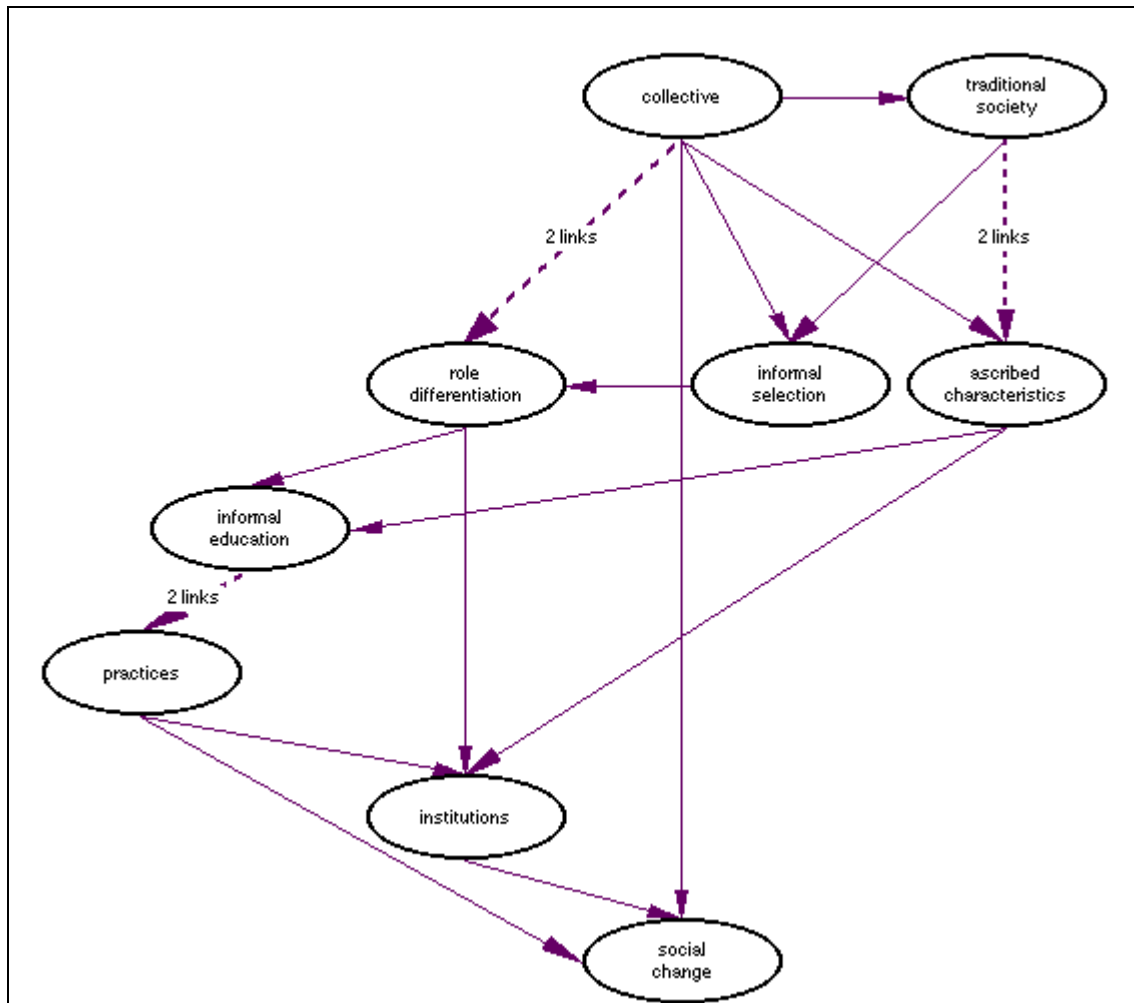 collective
traditional
society
2 links
2 links
role
differentiation
informal
selection
ascribed
characteristics
informal
education
2 links
practices
institutions
social
change